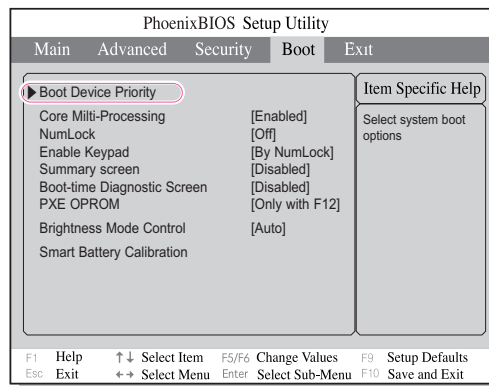 PhoenixBIOS Setup Utility
Main Advanced Security Boot Exit
▶ Boot Device Priority
Core Milti-Processing [Enabled]
NumLock [Off]
Enable Keypad [By NumLock]
Summary screen [Disabled]
Boot-time Diagnostic Screen [Disabled]
PXE OPROM [Only with F12]
Brightness Mode Control [Auto]
Smart Battery Calibration
Item Specific Help
Select system boot
options
F1 Help ↑↓ Select Item F5/F6 Change Values F9 Setup Defaults
Esc Exit ←→ Select Menu Enter Select Sub-Menu F10 Save and Exit